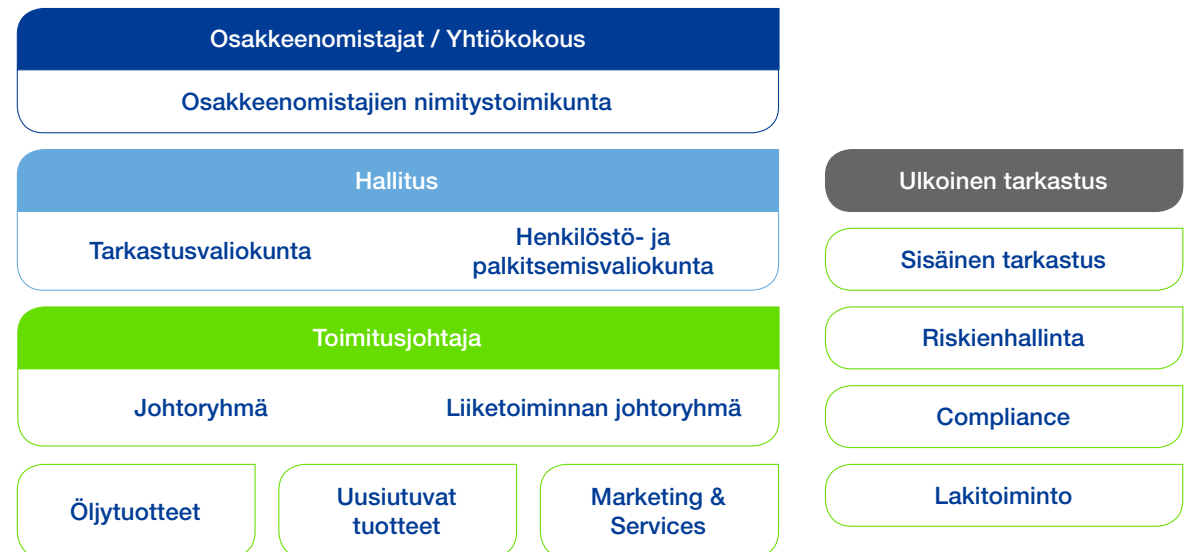 Osakkeenomistajat / Yhtiökokous
Osakkeenomistajien nimitystoimikunta
Hallitus
Tarkastusvaliokunta
Henkilöstö- ja
palkitsemisvaliokunta
Toimitusjohtaja
Johtoryhmä
Liiketoiminnan johtoryhmä
Öljytuotteet
Uusiutuvat
tuotteet
Marketing &
Services
Ulkoinen tarkastus
Sisäinen tarkastus
Riskienhallinta
Compliance
Lakitoiminto